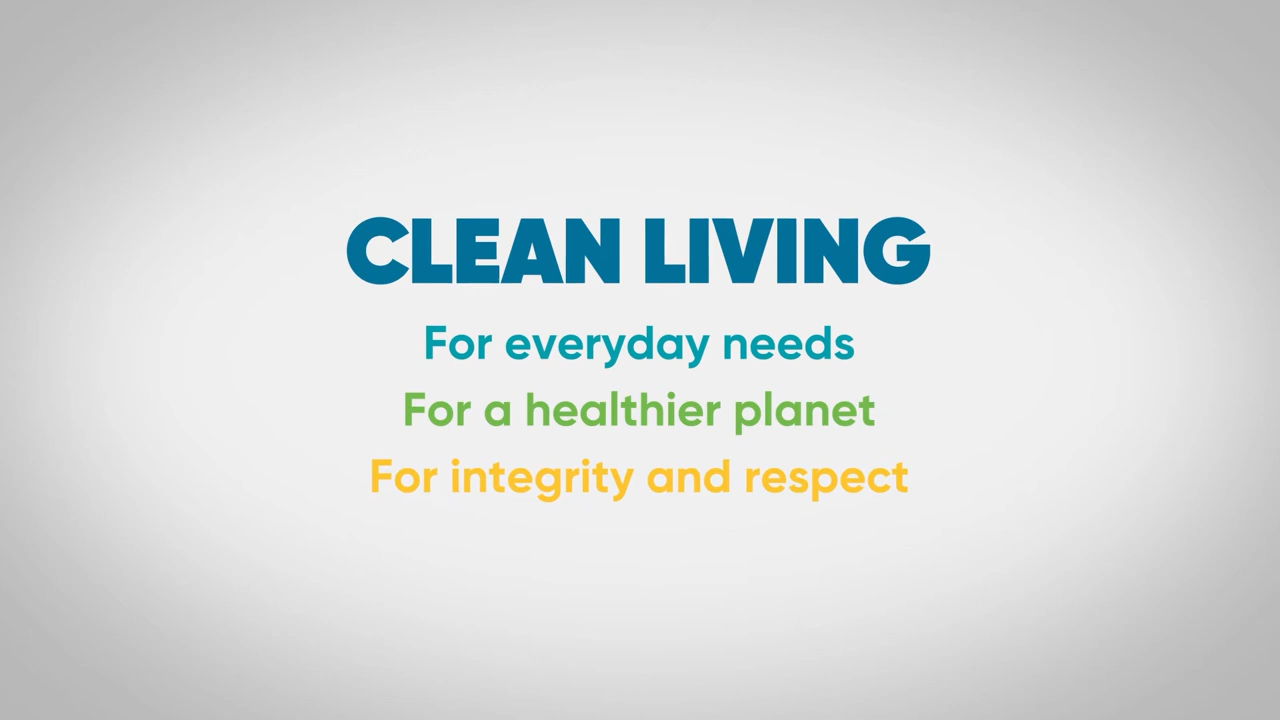 CLEAN LIVING
For everyday needs
For a healthier planet
For integrity and respect